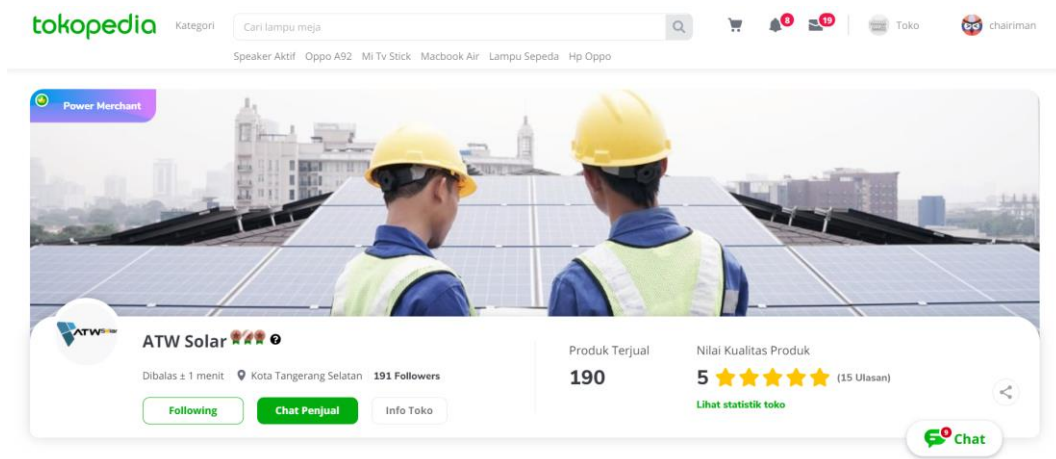 tokopedia
Kategori
Cari lampu meja
8
19
Toko
chairiman
Speaker Aktif Oppo A92 Mi Tv Stick Macbook Air Lampu Sepeda Hp Oppo
Power Merchant
ATW
ATW Solar
Dibalas ± 1 menit Kota Tangerang Selatan 191 Followers
Following
Chat Penjual
Info Toko
Produk Terjual
190
Nilai Kualitas Produk
5 (15 Ulasan)
Lihat statistik toko
9
Chat